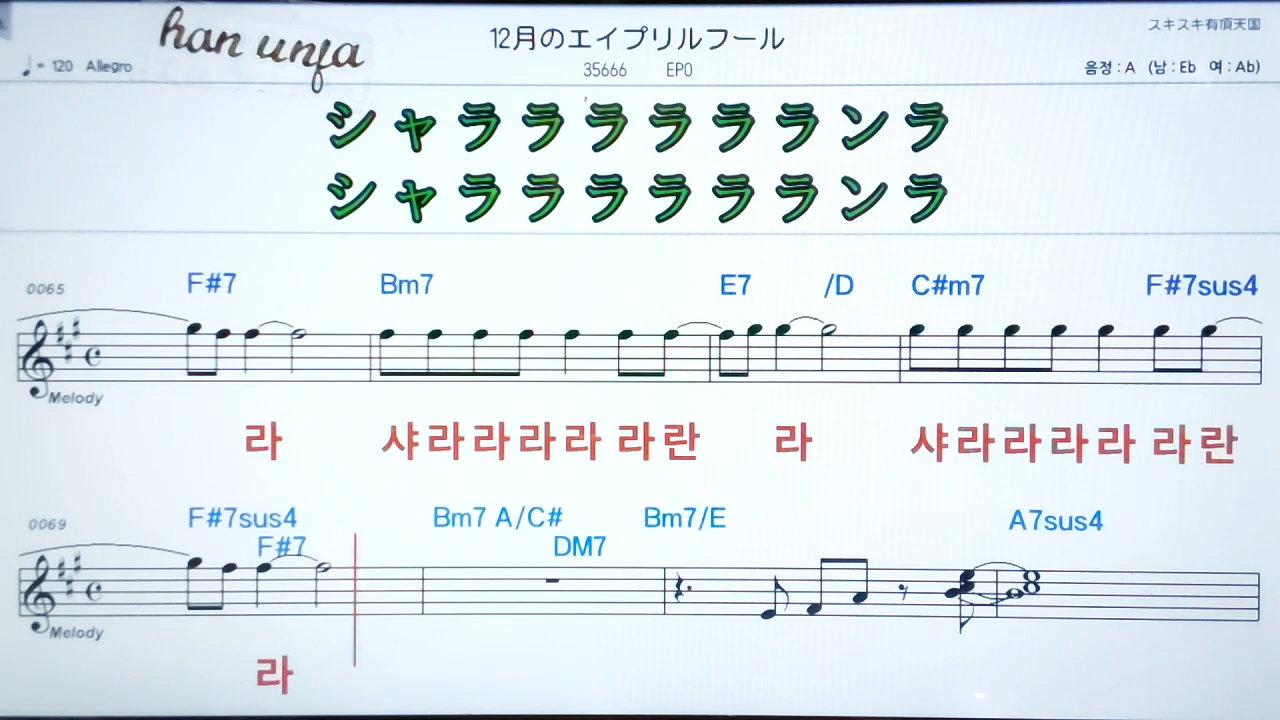 han unfa
12月のエイプリルフール
スキスキ有頂天国
♩= 120 Allegro
35666 EPO
음정 : A (남 : Eb 여 : Ab)
シャララララララランラ
シャララララララランラ
0065
F#7 Bm7 E7 /D C#m7 F#7sus4
Melody
라 샤라라라라 라란 라 샤라라라라 라란
0069
F#7sus4 Bm7 A/C# Bm7/E A7sus4
F#7 DM7
Melody
라